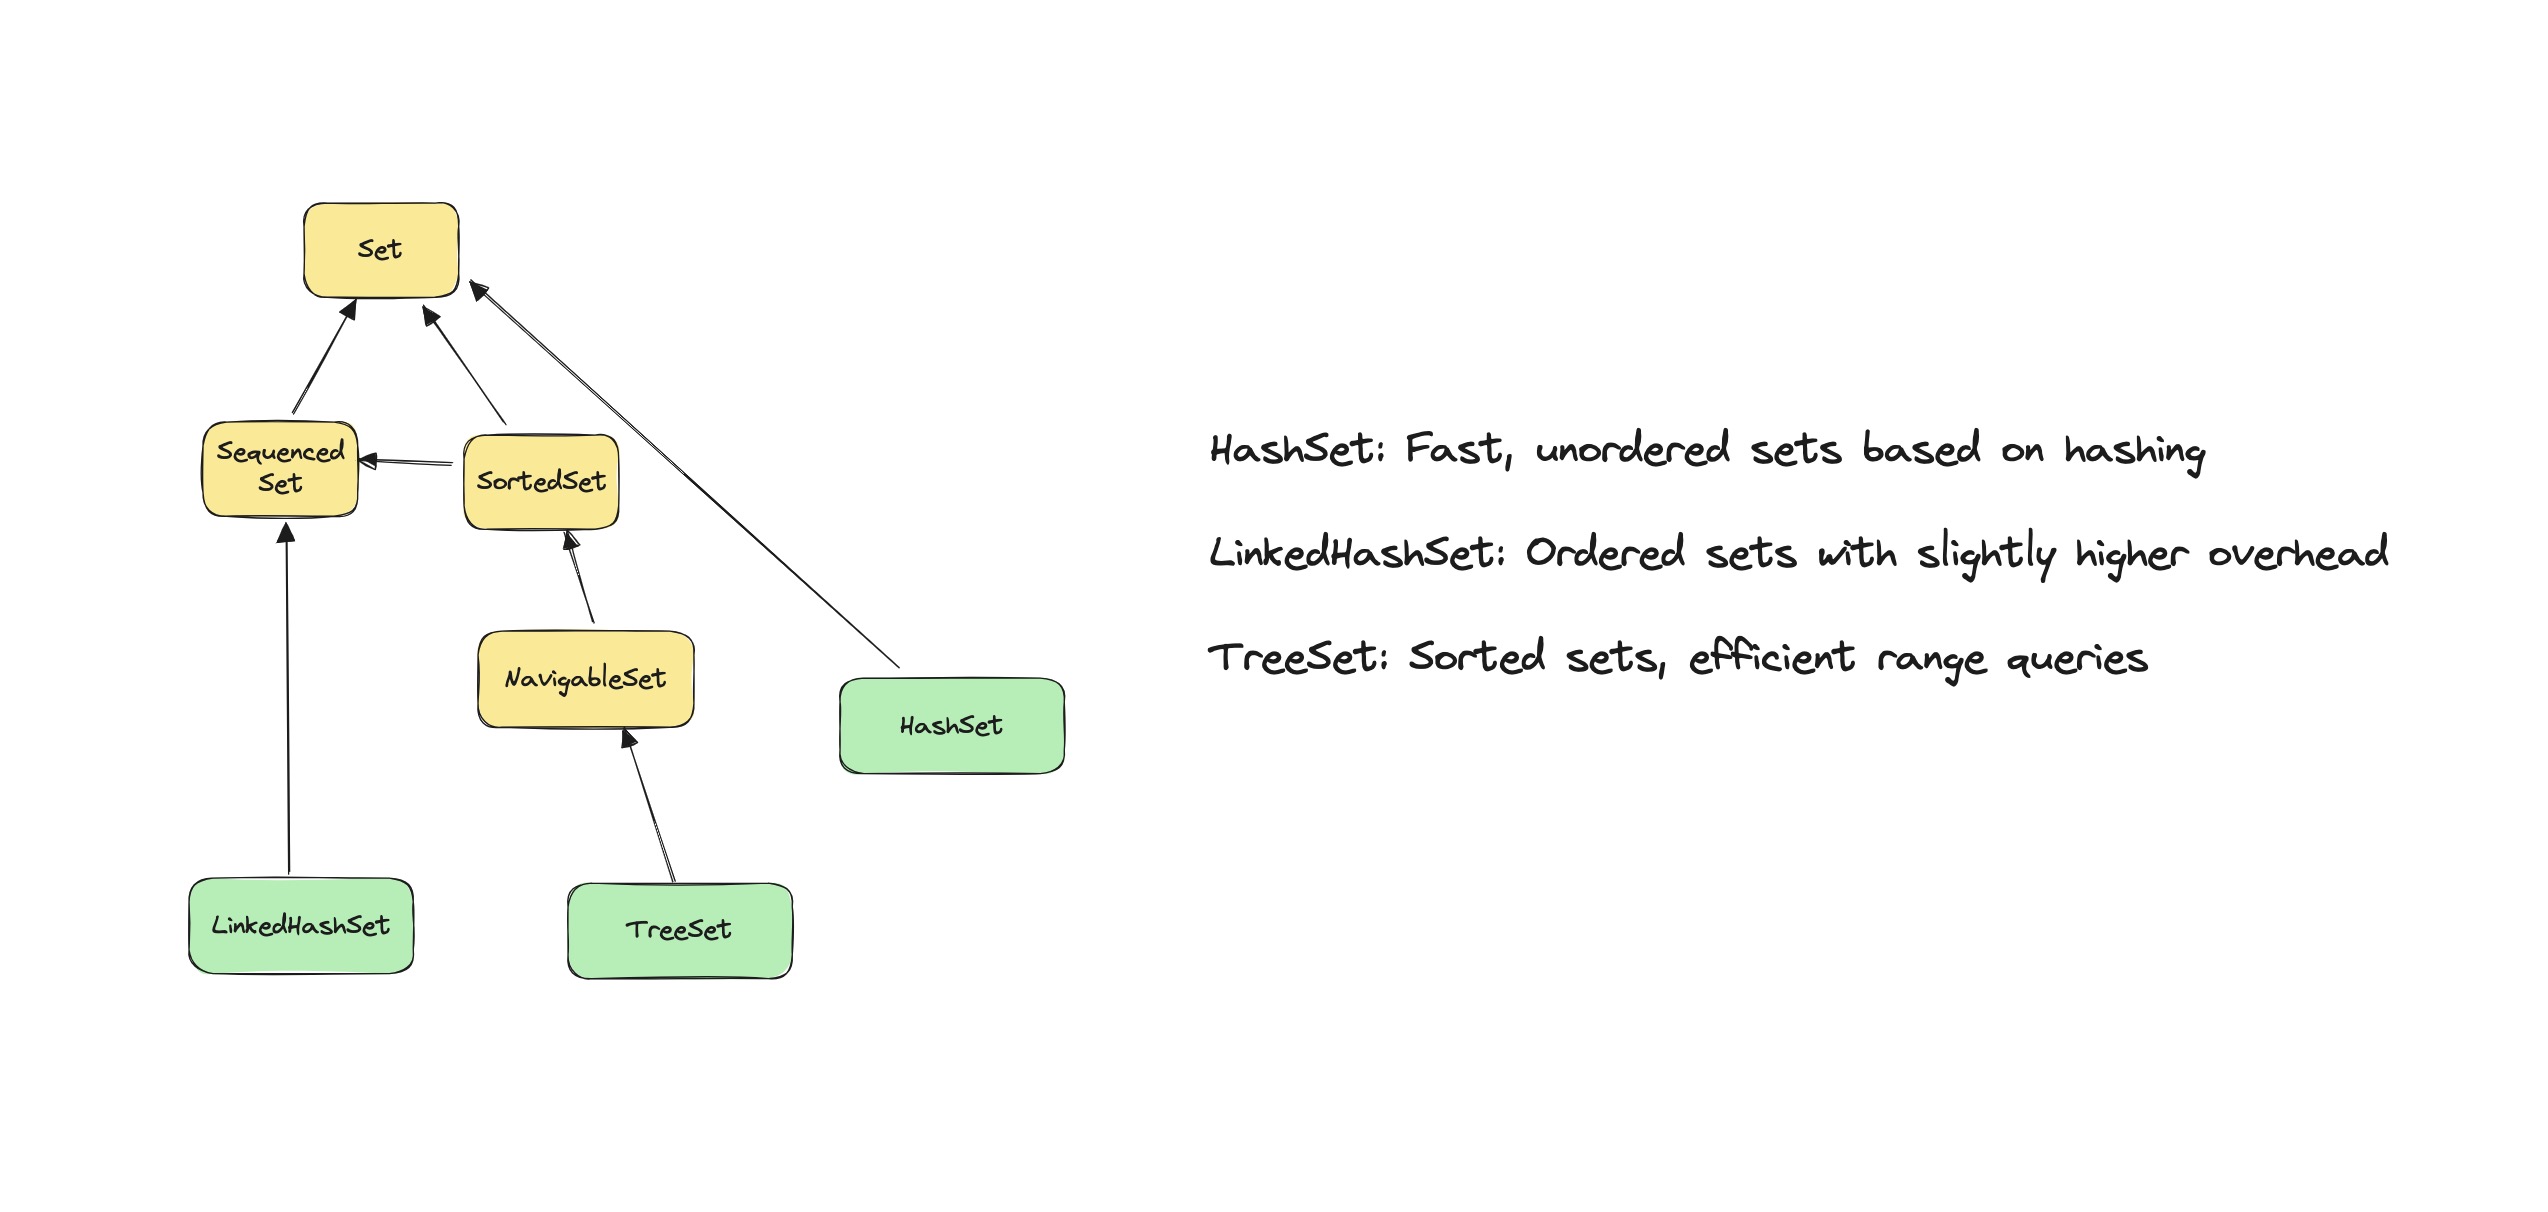 Set
Sequenced
Set
SortedSet
NavigableSet
HashSet
LinkedHashSet
TreeSet
HashSet: Fast, unordered sets based on hashing
LinkedHashSet: Ordered sets with slightly higher overhead
TreeSet: Sorted sets, efficient range queries